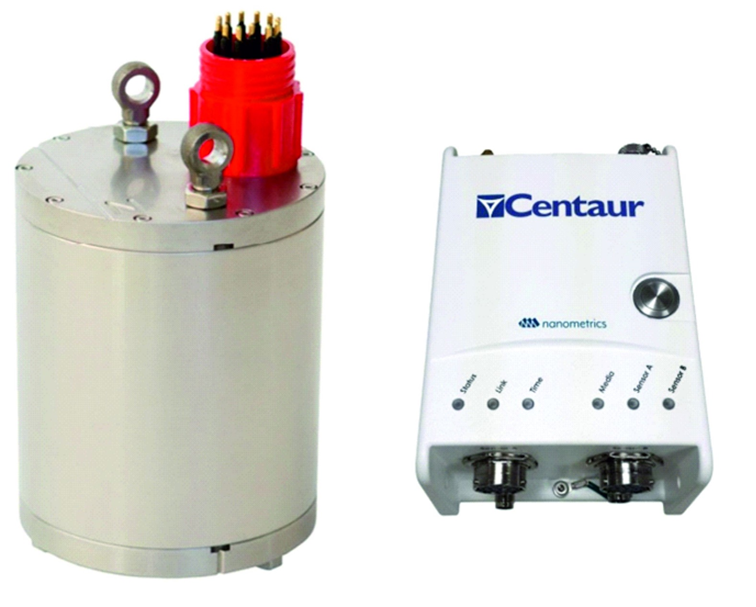 Centaur
nanometrics
Status
Link
Time
Media
Sensor A
Sensor B